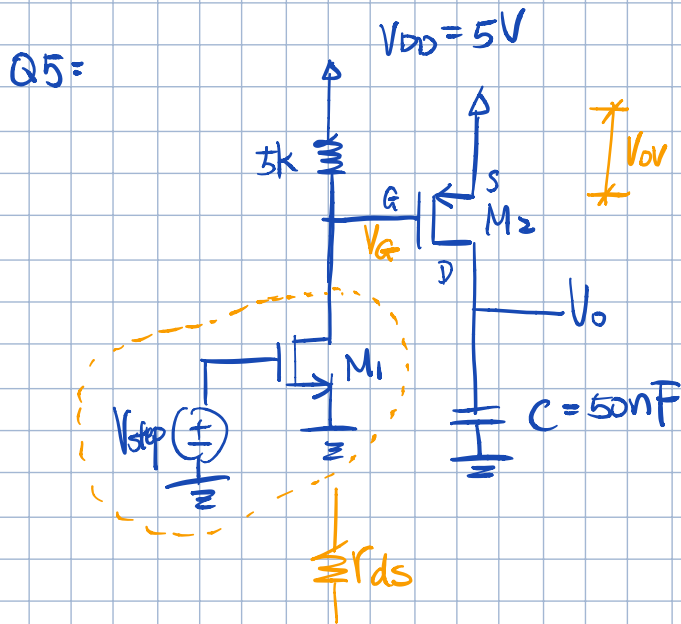 VDD = 5V
Q5:
5k
VOV
G
S
M2
VG
D
Vo
M1
Vstep
C = 50nF
rds